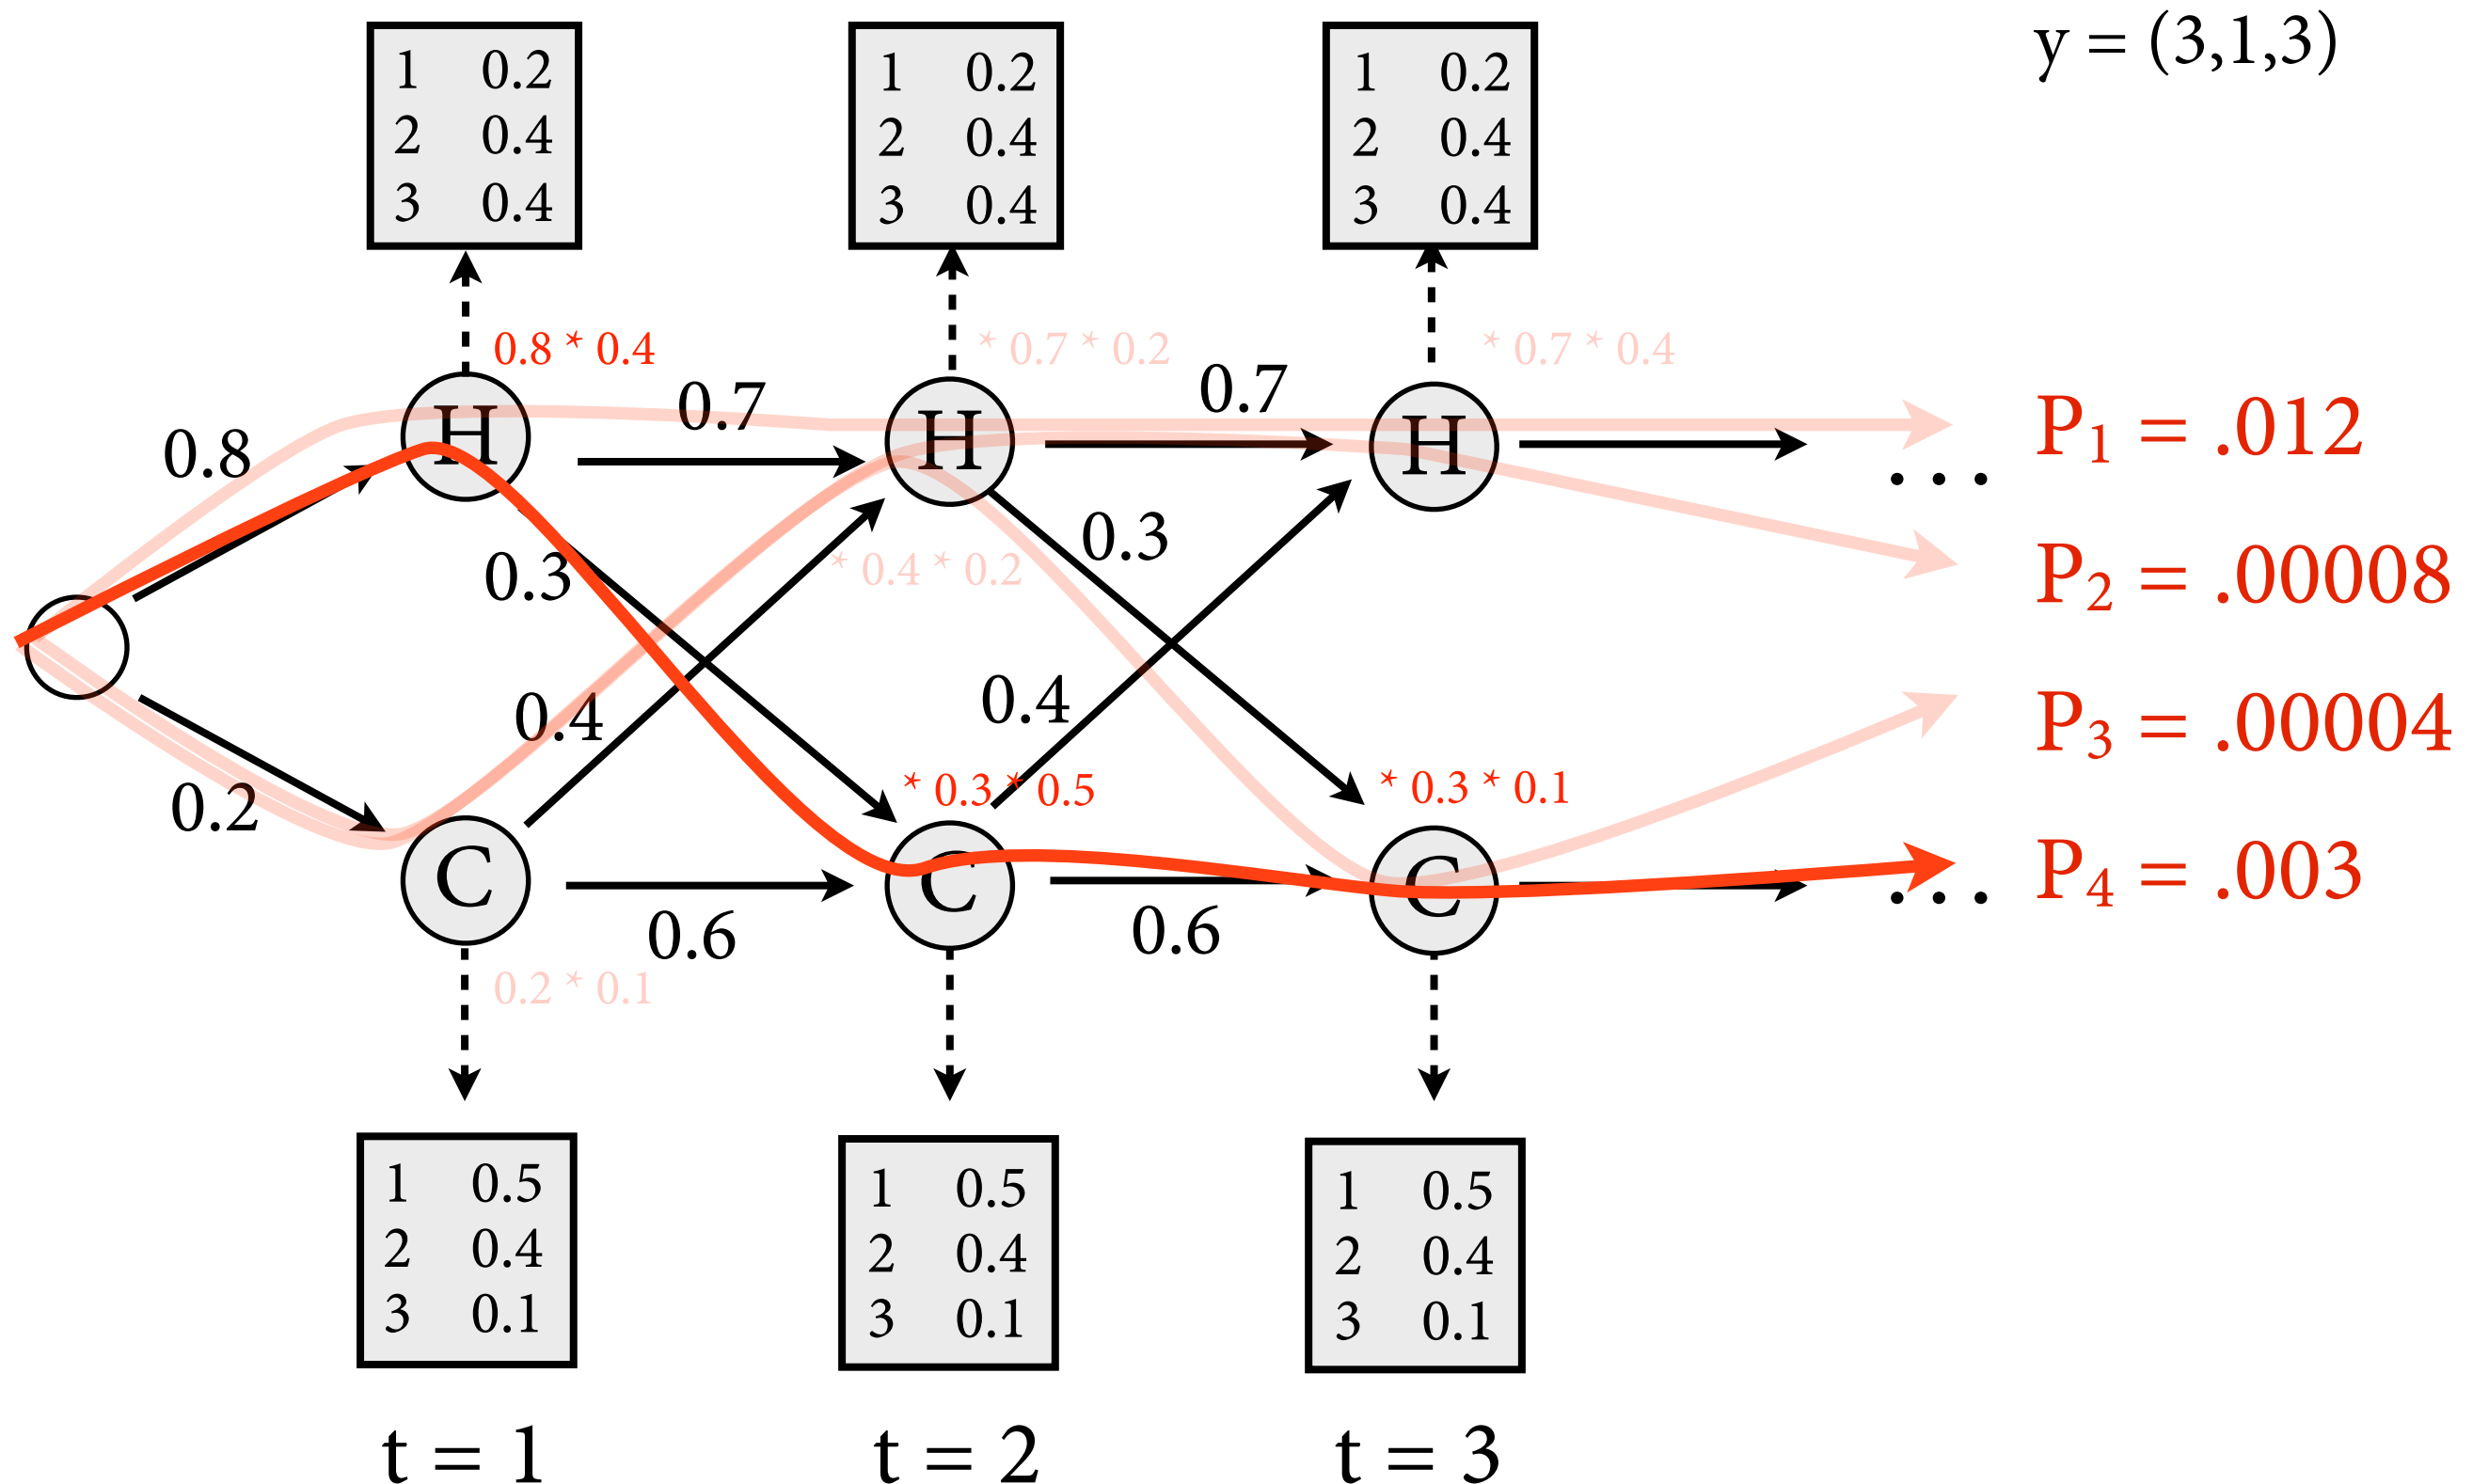 y = (3,1,3)
1 0.2
2 0.4
3 0.4
1 0.2
2 0.4
3 0.4
1 0.2
2 0.4
3 0.4
0.8 * 0.4
* 0.7 * 0.2
* 0.7 * 0.4
0.8
H
0.7
H
0.7
H
...
P1 = .012
0.3
* 0.4 * 0.2
0.3
P2 = .00008
0.4
0.4
P3 = .00004
0.2
* 0.3 * 0.5
* 0.3 * 0.1
C
0.6
C
0.6
C
...
P4 = .003
0.2 * 0.1
1 0.5
2 0.4
3 0.1
1 0.5
2 0.4
3 0.1
1 0.5
2 0.4
3 0.1
t = 1
t = 2
t = 3